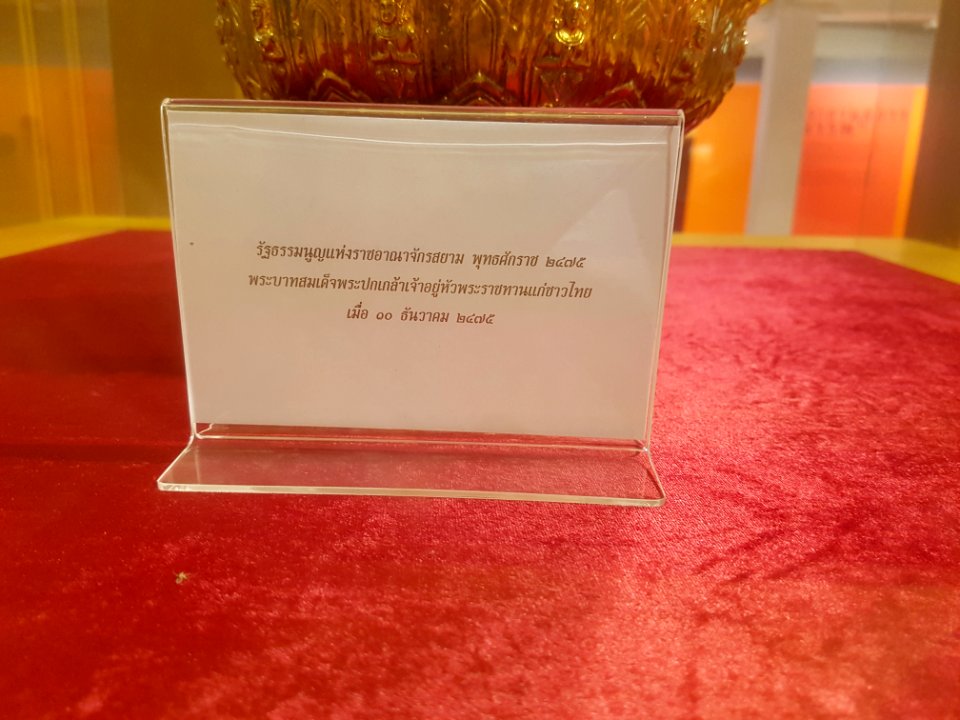 รัฐธรรมนูญแห่งราชอาณาจักรสยาม พุทธศักราช ๒๔๗๕
พระบาทสมเด็จพระปกเกล้าเจ้าอยู่หัวพระราชทานแก่ชาวไทย
เมื่อ ๑๐ ธันวาคม ๒๔๗๕